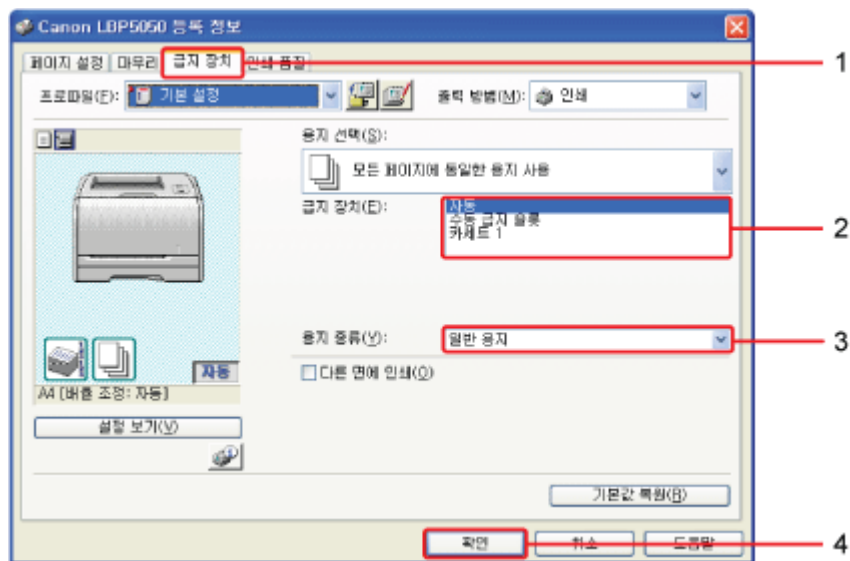 Canon LBP5050 등록 정보
페이지 설정 마무리 급지 장치 인쇄 품질
1
프로파일(F): 기본 설정 출력 방법(M): 인쇄
용지 선택(S):
모든 페이지에 동일한 용지 사용
급지 장치(E): 자동
수동 급지 슬롯
카세트 1
2
용지 종류(Y): 일반 용지
3
자동
다른 면에 인쇄(O)
A4 [배율 조정: 자동]
설정 보기(V)
기본값 복원(R)
확인 취소 도움말
4